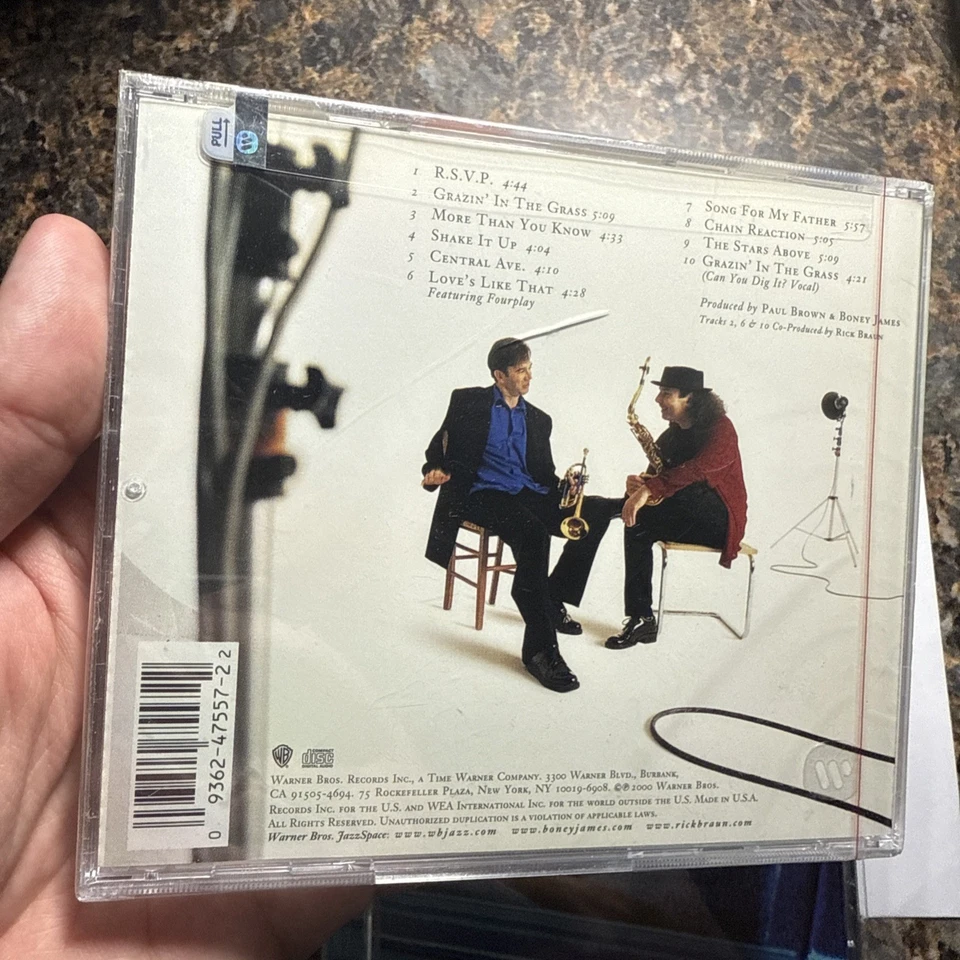 PULL
1 R.S.V.P. 4:44
2 Grazin' In The Grass 5:09
3 More Than You Know 4:33
4 Shake It Up 4:04
5 Central Ave. 4:10
6 Love's Like That 4:28
Featuring Fourplay
7 Song For My Father 5:57
8 Chain Reaction 5:05
9 The Stars Above 5:09
10 Grazin' In The Grass 4:21
(Can You Dig It? Vocal)
Produced by Paul Brown & Boney James
Tracks 2, 6 & 10 Co-Produced by Rick Braun
0 9362-47557-2 2
WB
COMPACT
disc
DIGITAL AUDIO
Warner Bros. Records Inc., a Time Warner Company. 3300 Warner Blvd., Burbank,
CA 91505-4694. 75 Rockefeller Plaza, New York, NY 10019-6908. ©℗ 2000 Warner Bros.
Records Inc. for the U.S. and WEA International Inc. for the world outside the U.S. Made in U.S.A.
All Rights Reserved. Unauthorized duplication is a violation of applicable laws.
Warner Bros. JazzSpace: www.wbjazz.com www.boneyjames.com www.rickbraun.com